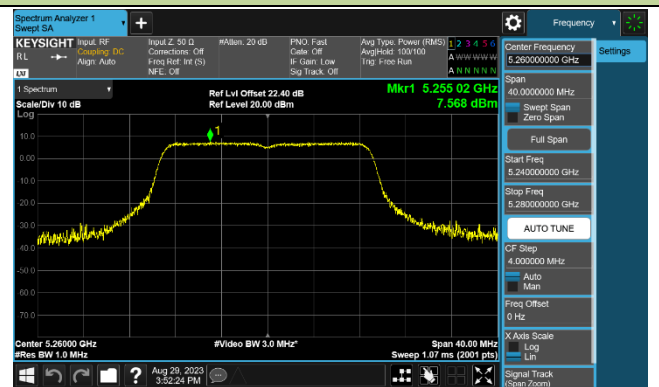 Spectrum Analyzer 1
Swept SA
Frequency
KEYSIGHT
RL
LXI
Input: RF
Coupling: DC
Align: Auto
Input Z: 50 Ω
Corrections: Off
Freq Ref: Int (S)
NFE: Off
#Atten: 20 dB
PNO: Fast
Gate: Off
IF Gain: Low
Sig Track: Off
Avg Type: Power (RMS)
Avg|Hold: 100/100
Trig: Free Run
1 2 3 4 5 6
A W W W W W
A N N N N N
1 Spectrum
Scale/Div 10 dB
Log
Ref Lvl Offset 22.40 dB
Ref Level 20.00 dBm
Mkr1 5.255 02 GHz
7.568 dBm
1
10.0
0.00
-10.0
-20.0
-30.0
-40.0
-50.0
-60.0
-70.0
Center 5.26000 GHz
#Res BW 1.0 MHz
#Video BW 3.0 MHz*
Span 40.00 MHz
Sweep 1.07 ms (2001 pts)
Center Frequency
5.260000000 GHz
Span
40.0000000 MHz
Swept Span
Zero Span
Full Span
Start Freq
5.240000000 GHz
Stop Freq
5.280000000 GHz
AUTO TUNE
CF Step
4.000000 MHz
Auto
Man
Freq Offset
0 Hz
X Axis Scale
Log
Lin
Signal Track
(Span Zoom)
Settings
Aug 29, 2023
3:52:24 PM